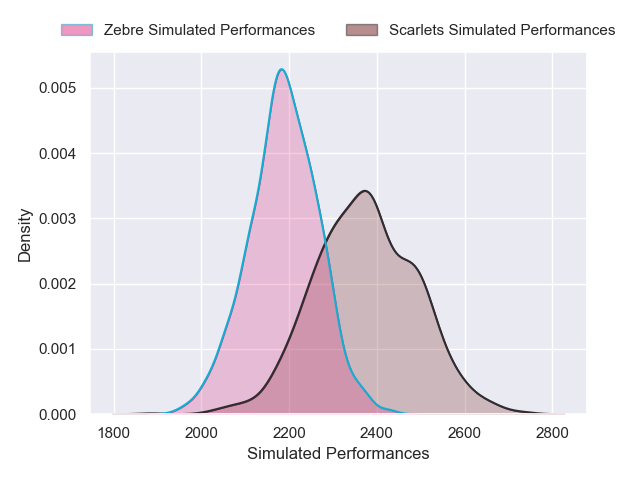 Zebre Simulated Performances Scarlets Simulated Performances
0.005
0.004
0.003
0.002
0.001
0.000
Density
1800 2000 2200 2400 2600 2800
Simulated Performances